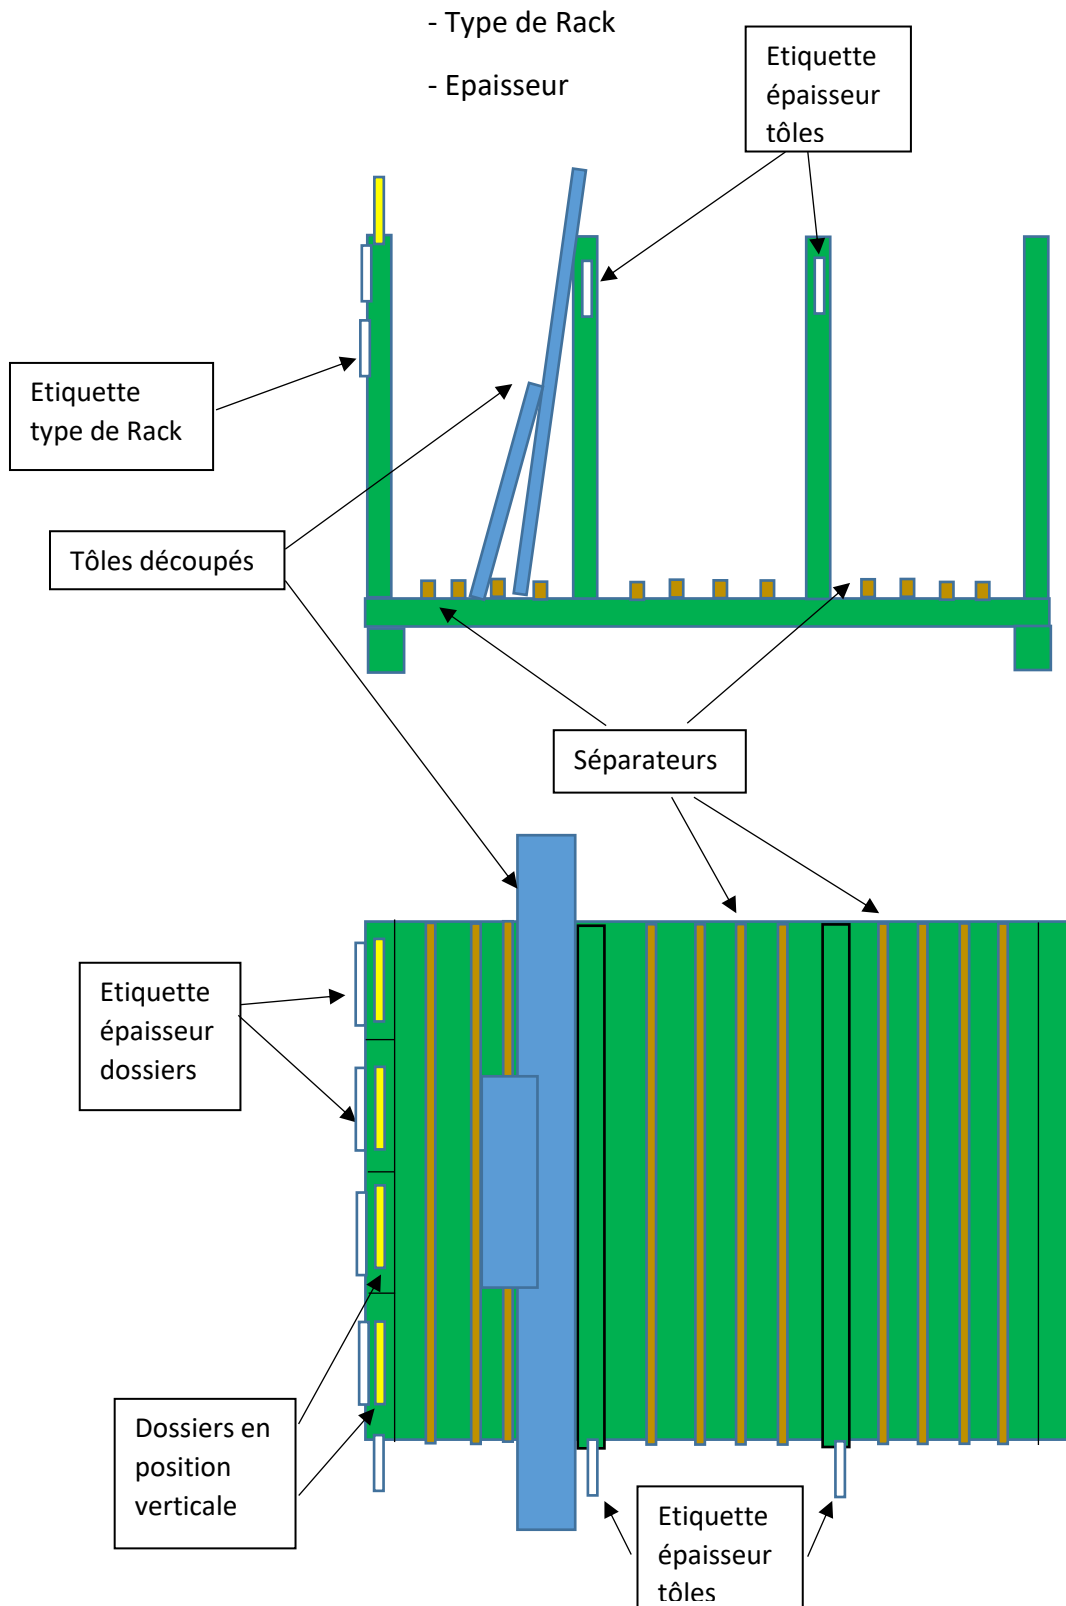 - Type de Rack
- Epaisseur
Etiquette
épaisseur
tôles
Etiquette
type de Rack
Tôles découpés
Séparateurs
Etiquette
épaisseur
dossiers
Dossiers en
position
verticale
Etiquette
épaisseur
tôles